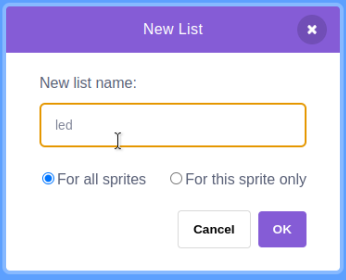 New List
New list name:
led
For all sprites
For this sprite only
Cancel
OK